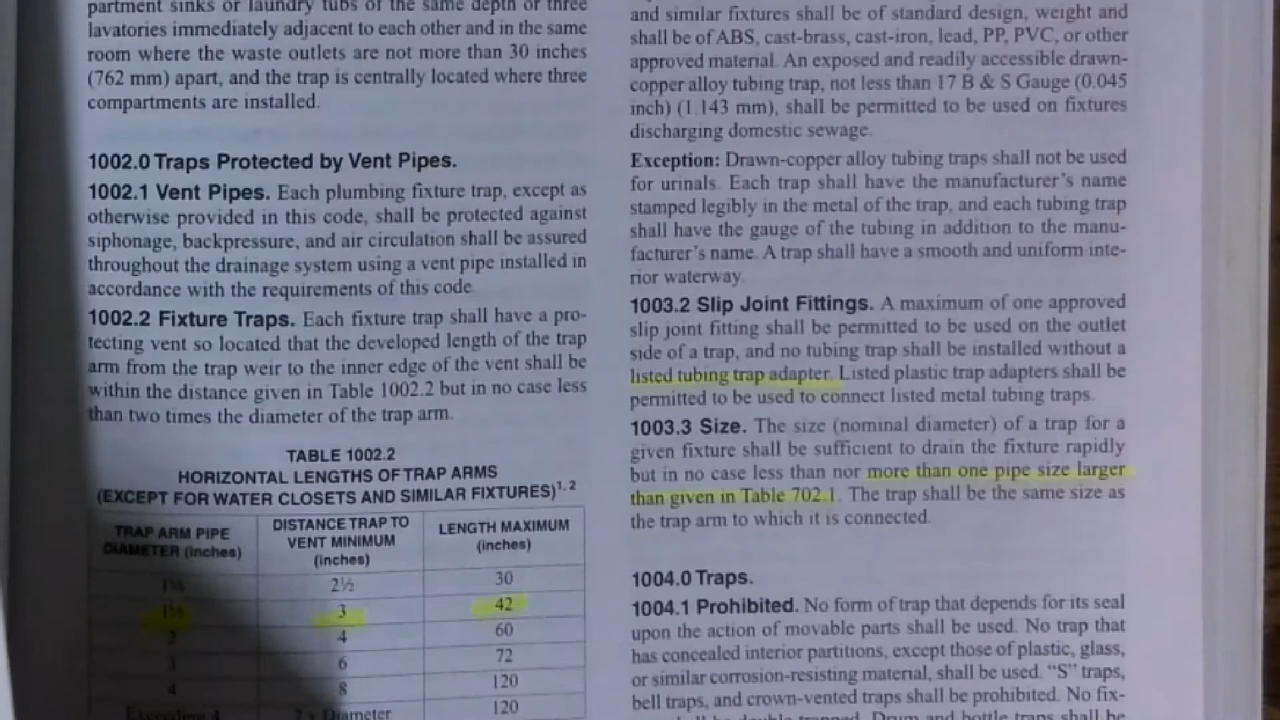 partment sinks or laundry tubs of the same depth or three
lavatories immediately adjacent to each other and in the same
room where the waste outlets are not more than 30 inches
(762 mm) apart, and the trap is centrally located where three
compartments are installed.
1002.0 Traps Protected by Vent Pipes.
1002.1 Vent Pipes. Each plumbing fixture trap, except as
otherwise provided in this code, shall be protected against
siphonage, backpressure, and air circulation shall be assured
throughout the drainage system using a vent pipe installed in
accordance with the requirements of this code.
1002.2 Fixture Traps. Each fixture trap shall have a pro-
tecting vent so located that the developed length of the trap
arm from the trap weir to the inner edge of the vent shall be
within the distance given in Table 1002.2 but in no case less
than two times the diameter of the trap arm.
TABLE 1002.2
HORIZONTAL LENGTHS OF TRAP ARMS
(EXCEPT FOR WATER CLOSETS AND SIMILAR FIXTURES)1, 2
TRAP ARM PIPE
DIAMETER (inches)
DISTANCE TRAP TO
VENT MINIMUM
(inches)
LENGTH MAXIMUM
(inches)
1¼ 2½ 30
1½ 3 42
2 4 60
3 6 72
4 8 120
Exceeding 4 2 x Diameter 120
and similar fixtures shall be of standard design, weight and
shall be of ABS, cast-brass, cast-iron, lead, PP, PVC, or other
approved material. An exposed and readily accessible drawn-
copper alloy tubing trap, not less than 17 B & S Gauge (0.045
inch) (1.143 mm), shall be permitted to be used on fixtures
discharging domestic sewage.
Exception: Drawn-copper alloy tubing traps shall not be used
for urinals. Each trap shall have the manufacturer's name
stamped legibly in the metal of the trap, and each tubing trap
shall have the gauge of the tubing in addition to the manu-
facturer's name. A trap shall have a smooth and uniform inte-
rior waterway.
1003.2 Slip Joint Fittings. A maximum of one approved
slip joint fitting shall be permitted to be used on the outlet
side of a trap, and no tubing trap shall be installed without a
listed tubing trap adapter. Listed plastic trap adapters shall be
permitted to be used to connect listed metal tubing traps.
1003.3 Size. The size (nominal diameter) of a trap for a
given fixture shall be sufficient to drain the fixture rapidly
but in no case less than nor more than one pipe size larger
than given in Table 702.1. The trap shall be the same size as
the trap arm to which it is connected.
1004.0 Traps.
1004.1 Prohibited. No form of trap that depends for its seal
upon the action of movable parts shall be used. No trap that
has concealed interior partitions, except those of plastic, glass,
or similar corrosion-resisting material, shall be used. "S" traps,
bell traps, and crown-vented traps shall be prohibited. No fix-
shall be double trapped. Drum and bottle traps shall be